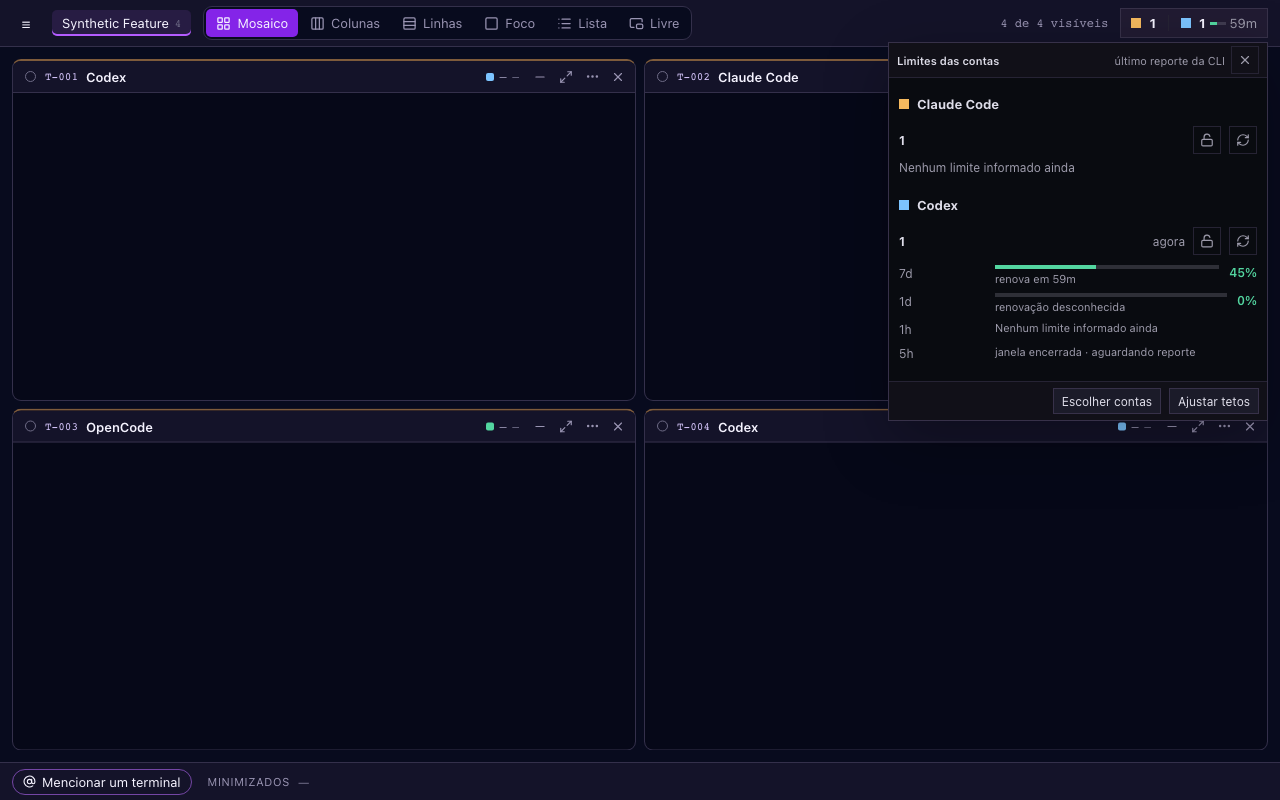 Synthetic Feature 4
Mosaico
Colunas
Linhas
Foco
Lista
Livre
4 de 4 visíveis
1
1 59m
T-001 Codex — —
T-002 Claude Code
Limites das contas
último reporte da CLI
Claude Code
1
Nenhum limite informado ainda
Codex
1 agora
7d 45%
renova em 59m
1d 0%
renovação desconhecida
1h Nenhum limite informado ainda
5h janela encerrada · aguardando reporte
Escolher contas
Ajustar tetos
T-003 OpenCode — —
T-004 Codex — —
@ Mencionar um terminal
MINIMIZADOS —